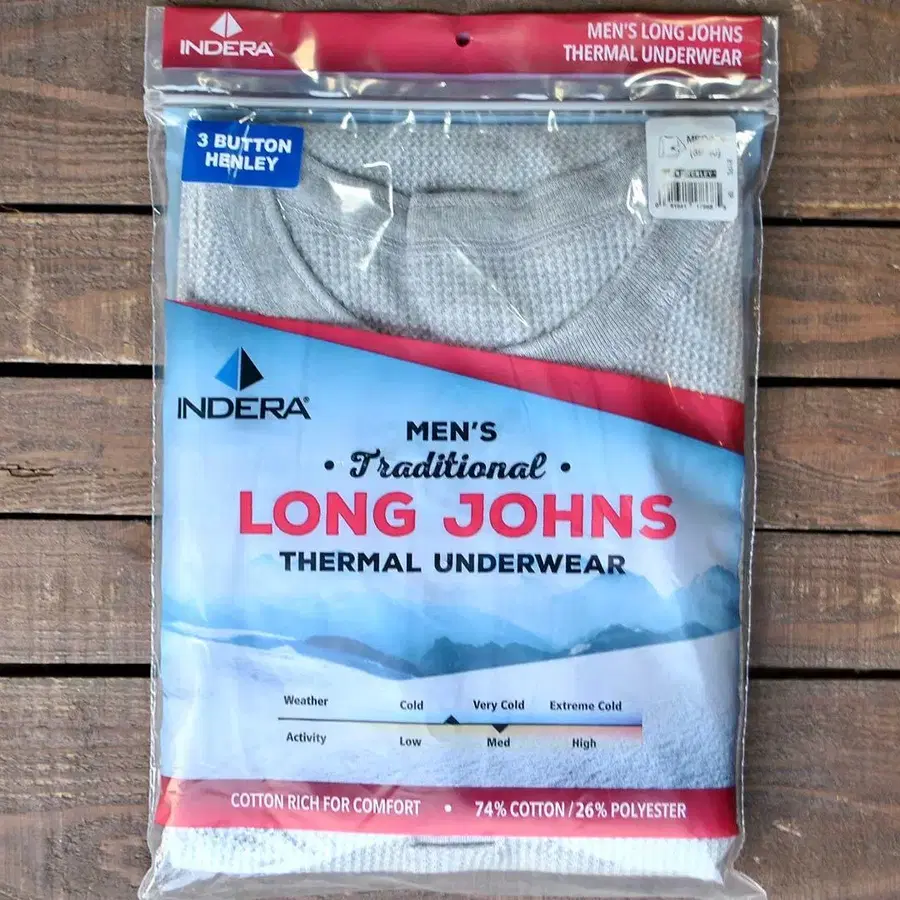 INDERA
MEN'S LONG JOHNS
THERMAL UNDERWEAR
3 BUTTON
HENLEY
INDERA®
MEN'S
• Traditional •
LONG JOHNS
THERMAL UNDERWEAR
Weather Cold Very Cold Extreme Cold
Activity Low Med High
COTTON RICH FOR COMFORT • 74% COTTON/26% POLYESTER